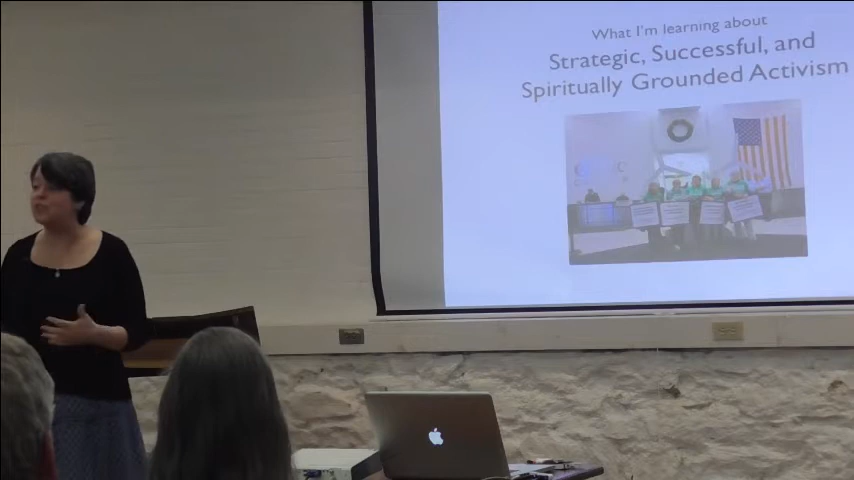 What I'm learning about
Strategic, Successful, and
Spiritually Grounded Activism